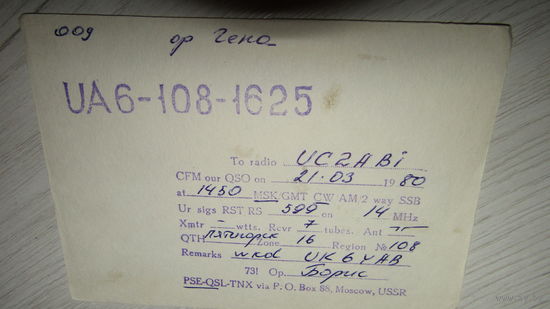 009 ор Гена
UA6-108-1625
To radio UC2ABi
CFM our QSO on 21.03 1980
at 1450 MSK/GMT CW AM/2 way SSB
Ur sigs RST RS 599 on 14 MHz
Xmtr — wtts. Rcvr 7 tubes. Ant
QTH Пятигорск Zone 16 Region № 108
Remarks wkd UK6YAB
73! Op. Борис
PSE-QSL-TNX via P. O. Box 88, Moscow, USSR